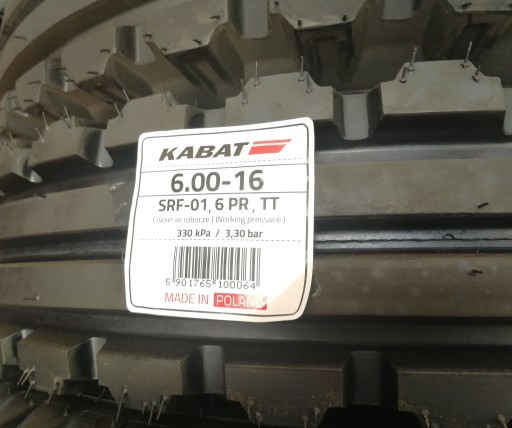 KABAT
6.00-16
SRF-01, 6 PR, TT
Ciśnienie robocze (Working pressure)
330 kPa / 3,30 bar
5 901765 100064
MADE IN POLAND